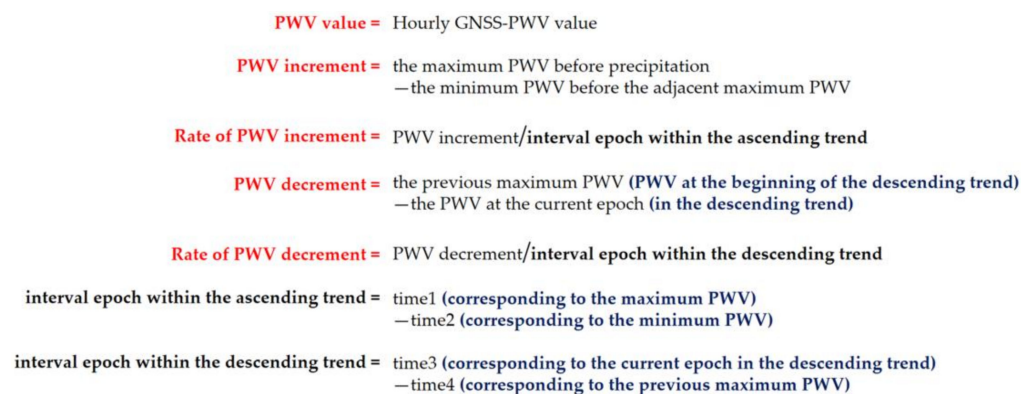 PWV value = Hourly GNSS-PWV value
PWV increment = the maximum PWV before precipitation
—the minimum PWV before the adjacent maximum PWV
Rate of PWV increment = PWV increment/interval epoch within the ascending trend
PWV decrement = the previous maximum PWV (PWV at the beginning of the descending trend)
—the PWV at the current epoch (in the descending trend)
Rate of PWV decrement = PWV decrement/interval epoch within the descending trend
interval epoch within the ascending trend = time1 (corresponding to the maximum PWV)
—time2 (corresponding to the minimum PWV)
interval epoch within the descending trend = time3 (corresponding to the current epoch in the descending trend)
—time4 (corresponding to the previous maximum PWV)